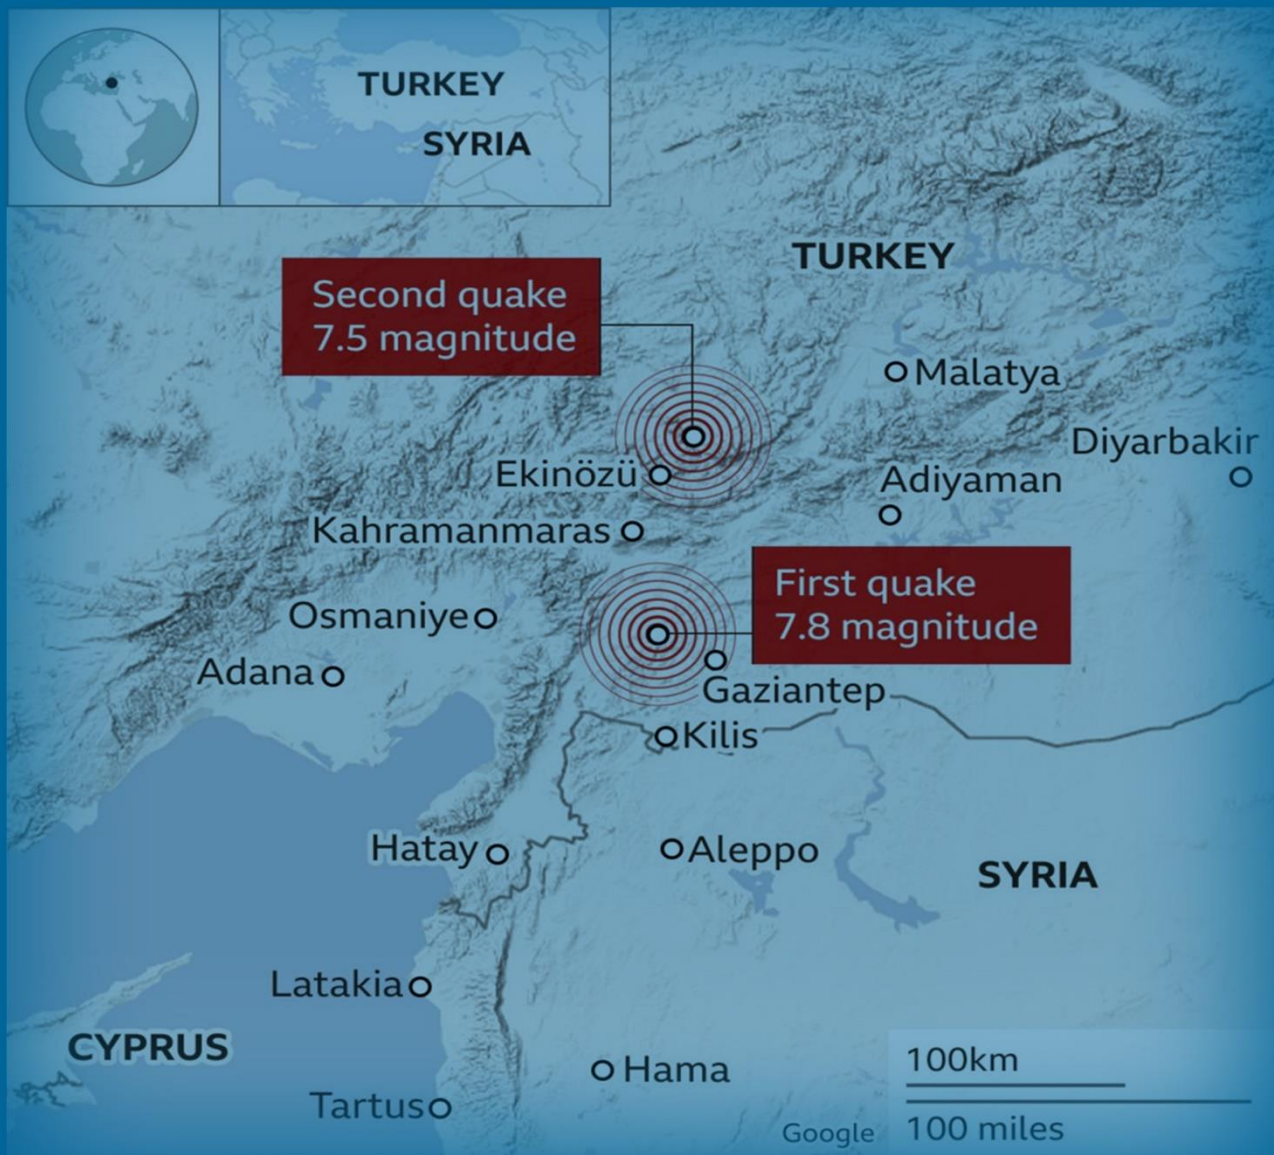 TURKEY
SYRIA
TURKEY
Second quake
7.5 magnitude
Malatya
Diyarbakir
Ekinözü
Adiyaman
Kahramanmaras
First quake
7.8 magnitude
Osmaniye
Adana
Gaziantep
Kilis
Hatay
Aleppo
SYRIA
Latakia
CYPRUS
100km
Hama
Tartus
Google
100 miles